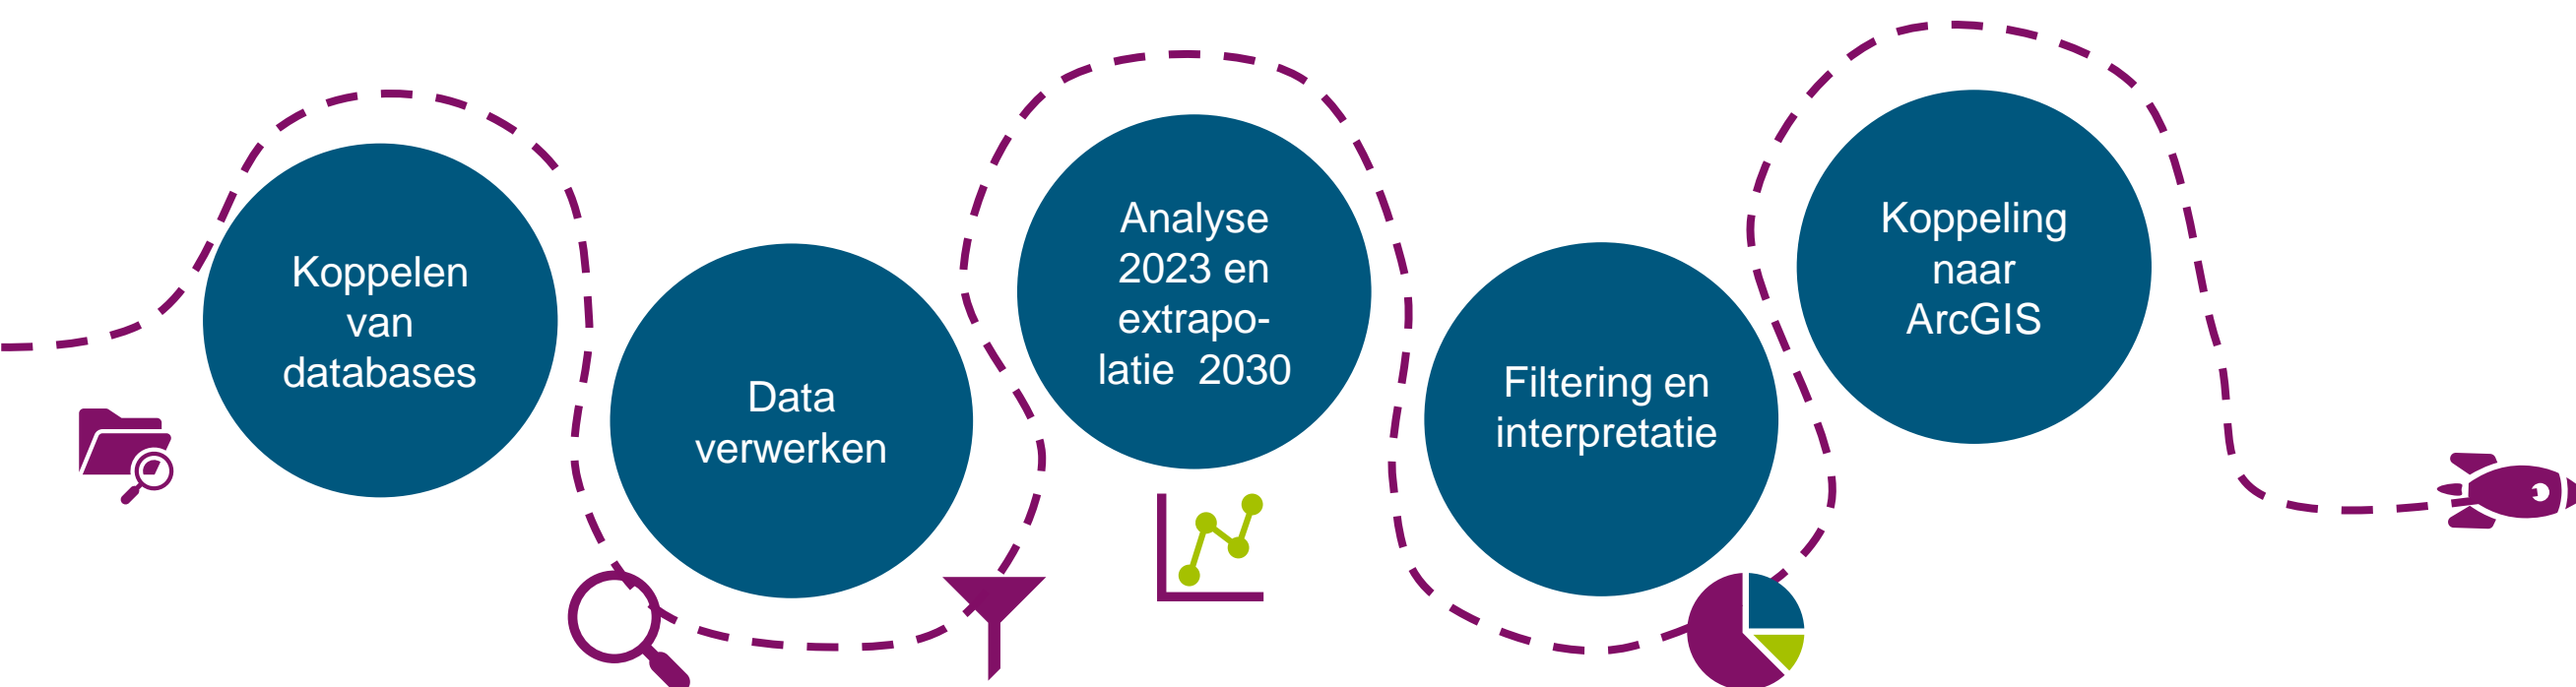 Koppelen
van
databases
Data
verwerken
Analyse
2023 en
extrapo-
latie  2030
Filtering en
interpretatie
Koppeling
naar
ArcGIS